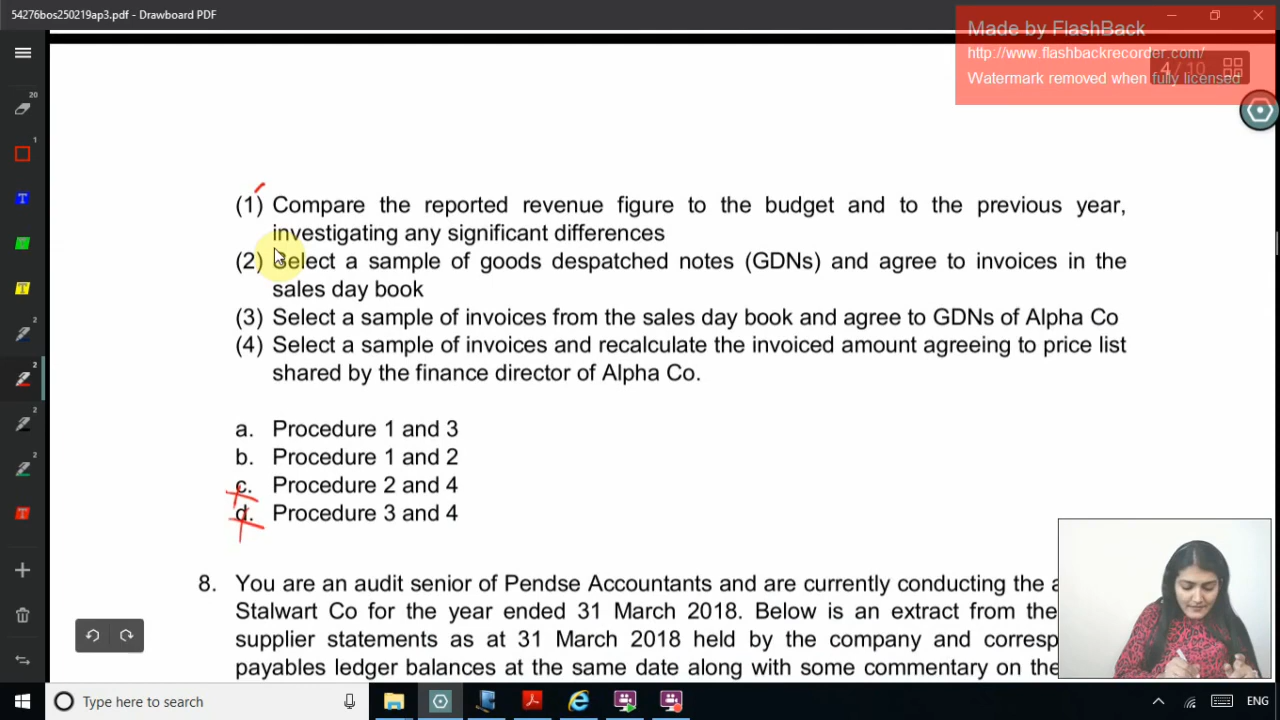 54276bos250219ap3.pdf - Drawboard PDF
Made by FlashBack
http://www.flashbackrecorder.com/
4 / 10
Watermark removed when fully licensed
20
1
2
2
2
2
(1) Compare the reported revenue figure to the budget and to the previous year,
investigating any significant differences
(2) Select a sample of goods despatched notes (GDNs) and agree to invoices in the
sales day book
(3) Select a sample of invoices from the sales day book and agree to GDNs of Alpha Co
(4) Select a sample of invoices and recalculate the invoiced amount agreeing to price list
shared by the finance director of Alpha Co.
a. Procedure 1 and 3
b. Procedure 1 and 2
c. Procedure 2 and 4
d. Procedure 3 and 4
8. You are an audit senior of Pendse Accountants and are currently conducting the
Stalwart Co for the year ended 31 March 2018. Below is an extract from the
supplier statements as at 31 March 2018 held by the company and
payables ledger balances at the same date along with some commentary on
Type here to search
ENG